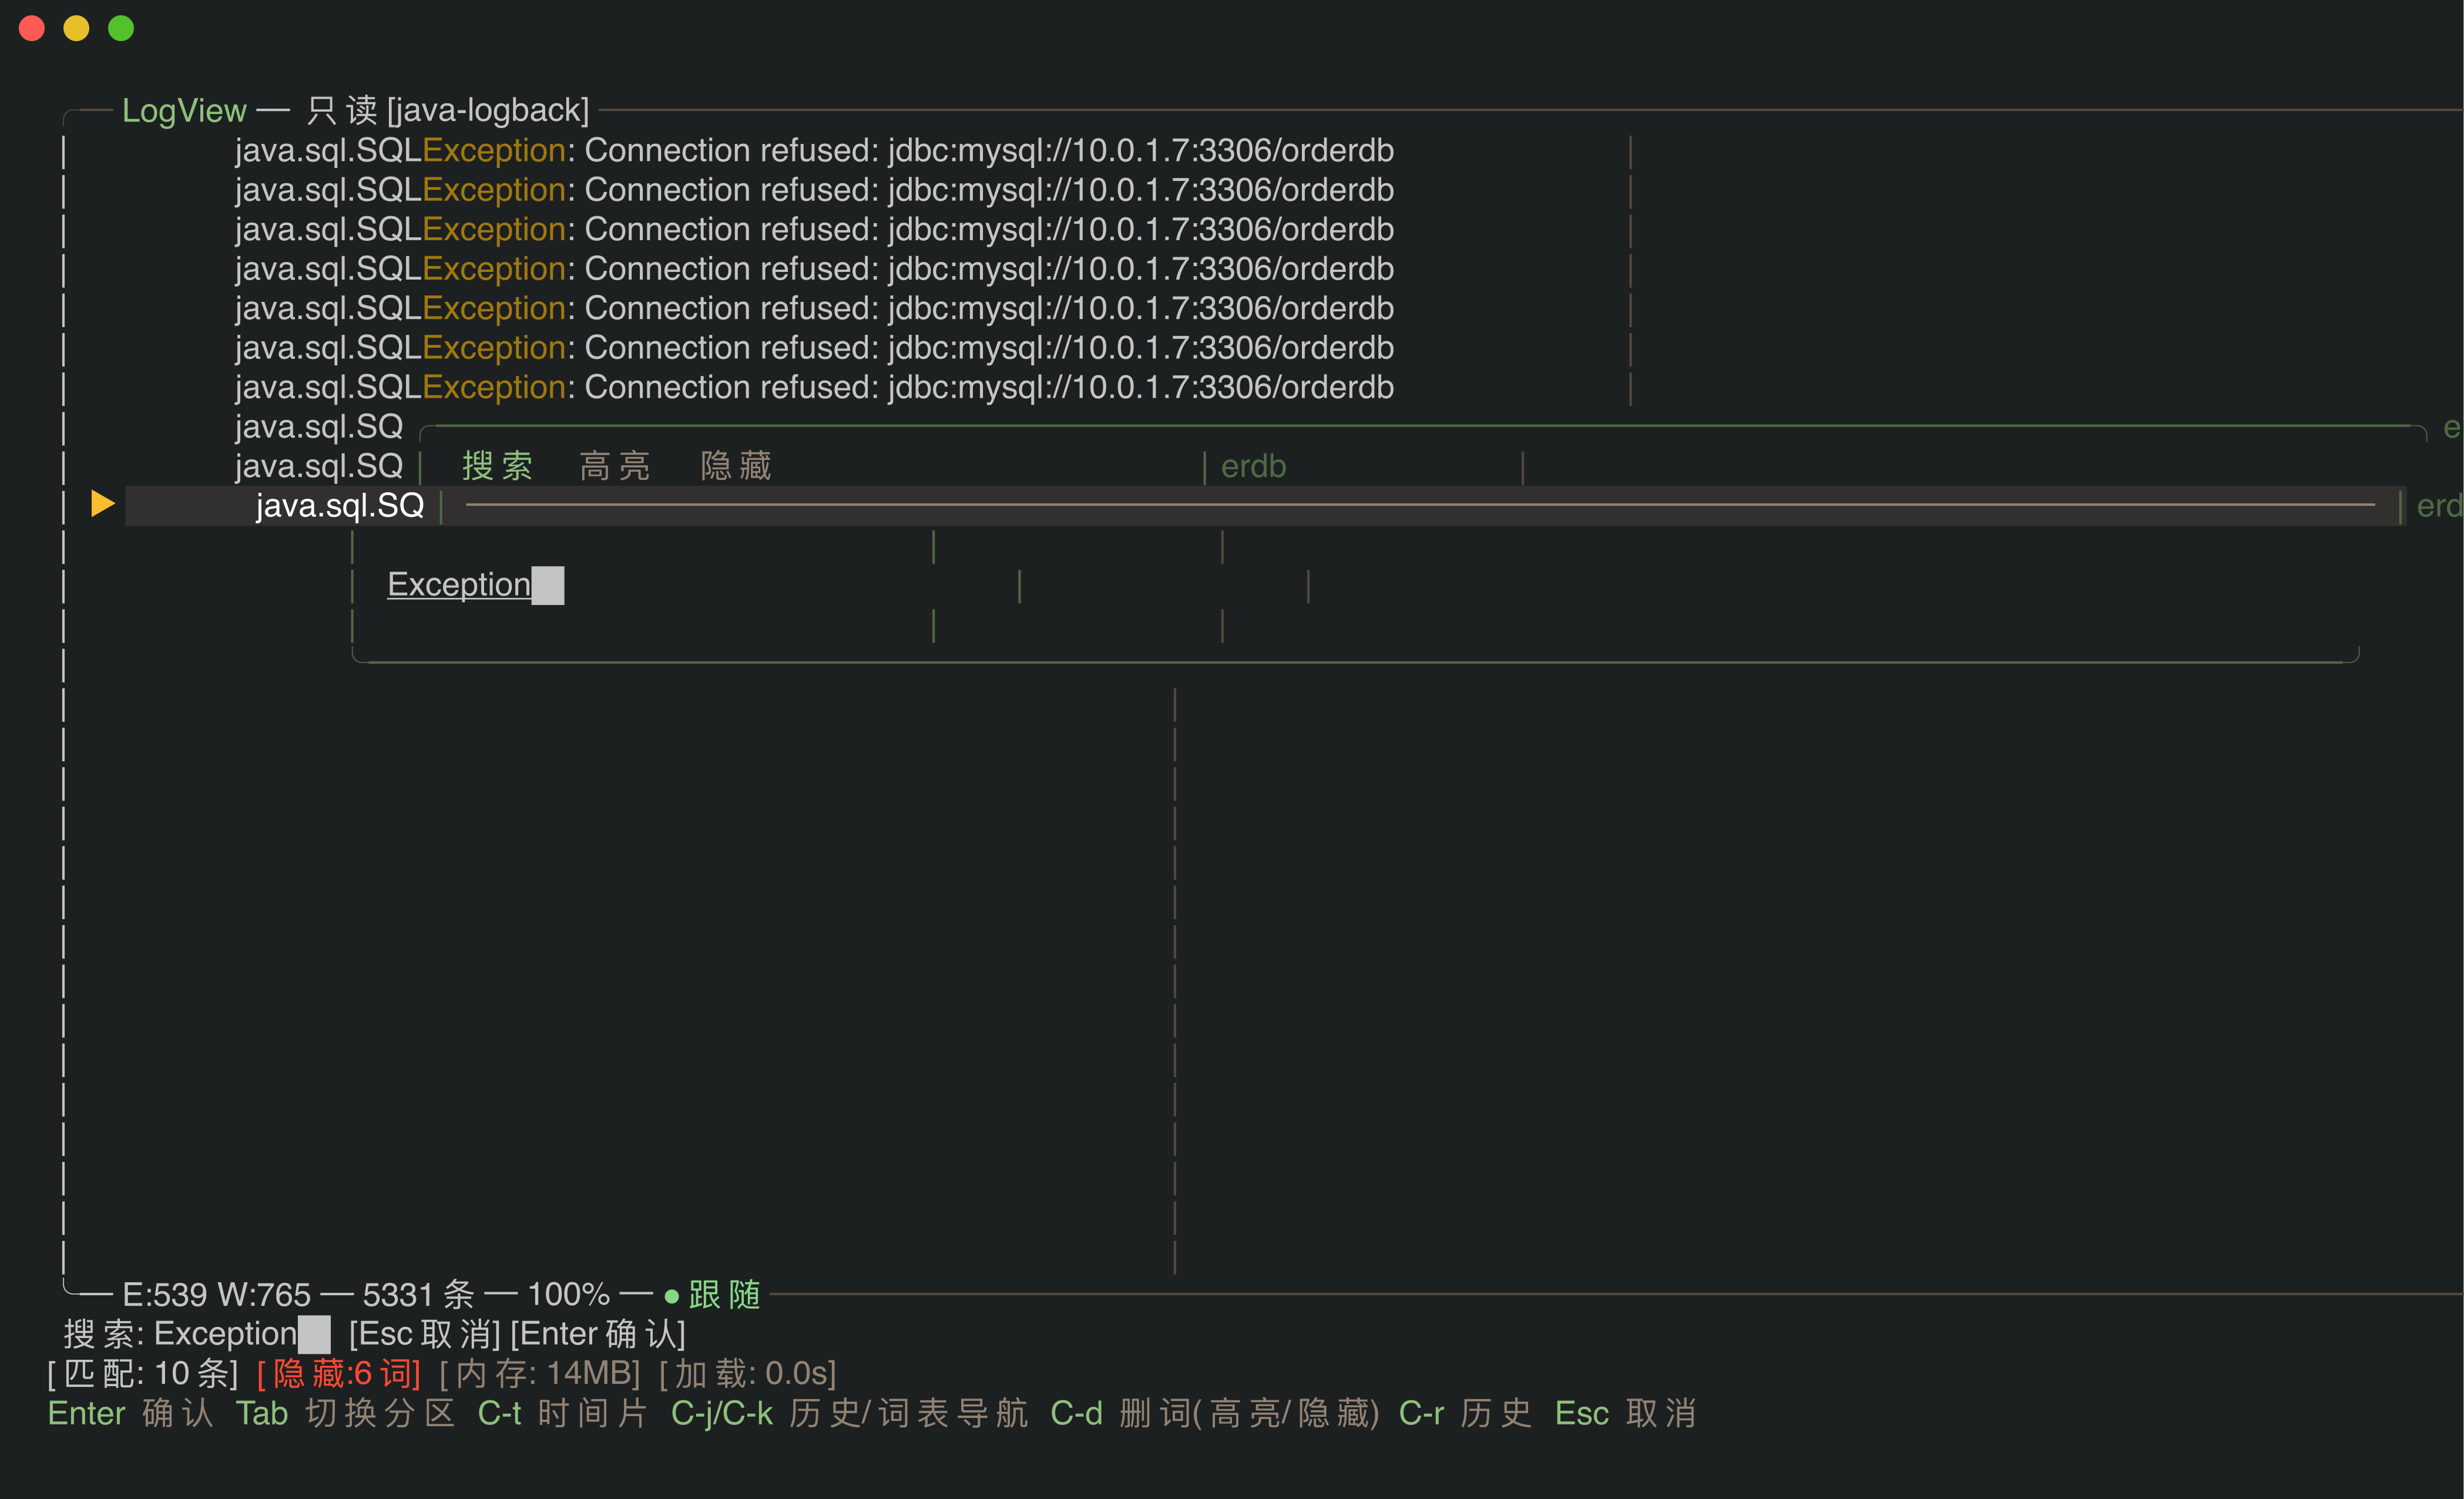 LogView — 只读 [java-logback]
java.sql.SQLException: Connection refused: jdbc:mysql://10.0.1.7:3306/orderdb
java.sql.SQLException: Connection refused: jdbc:mysql://10.0.1.7:3306/orderdb
java.sql.SQLException: Connection refused: jdbc:mysql://10.0.1.7:3306/orderdb
java.sql.SQLException: Connection refused: jdbc:mysql://10.0.1.7:3306/orderdb
java.sql.SQLException: Connection refused: jdbc:mysql://10.0.1.7:3306/orderdb
java.sql.SQLException: Connection refused: jdbc:mysql://10.0.1.7:3306/orderdb
java.sql.SQLException: Connection refused: jdbc:mysql://10.0.1.7:3306/orderdb
java.sql.SQ e
java.sql.SQ 搜索 高亮 隐藏 erdb
▶ java.sql.SQ erd
Exception
E:539 W:765 — 5331 条 — 100% — ● 跟随
搜索: Exception [Esc 取消] [Enter 确认]
[匹配: 10 条] [隐藏:6 词] [内存: 14MB] [加载: 0.0s]
Enter 确认 Tab 切换分区 C-t 时间片 C-j/C-k 历史/词表导航 C-d 删词(高亮/隐藏) C-r 历史 Esc 取消